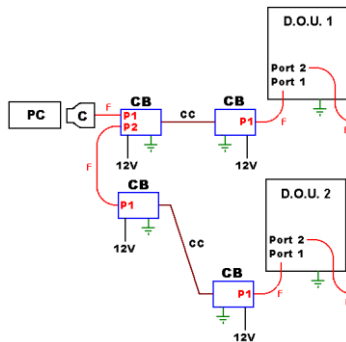 D.O.U. 1
Port 2
Port 1
CB
CB
PC
C
F
P1
P2
CC
P1
F
F
12V
12V
F
CB
P1
12V
CC
D.O.U. 2
Port 2
Port 1
CB
P1
F
F
12V